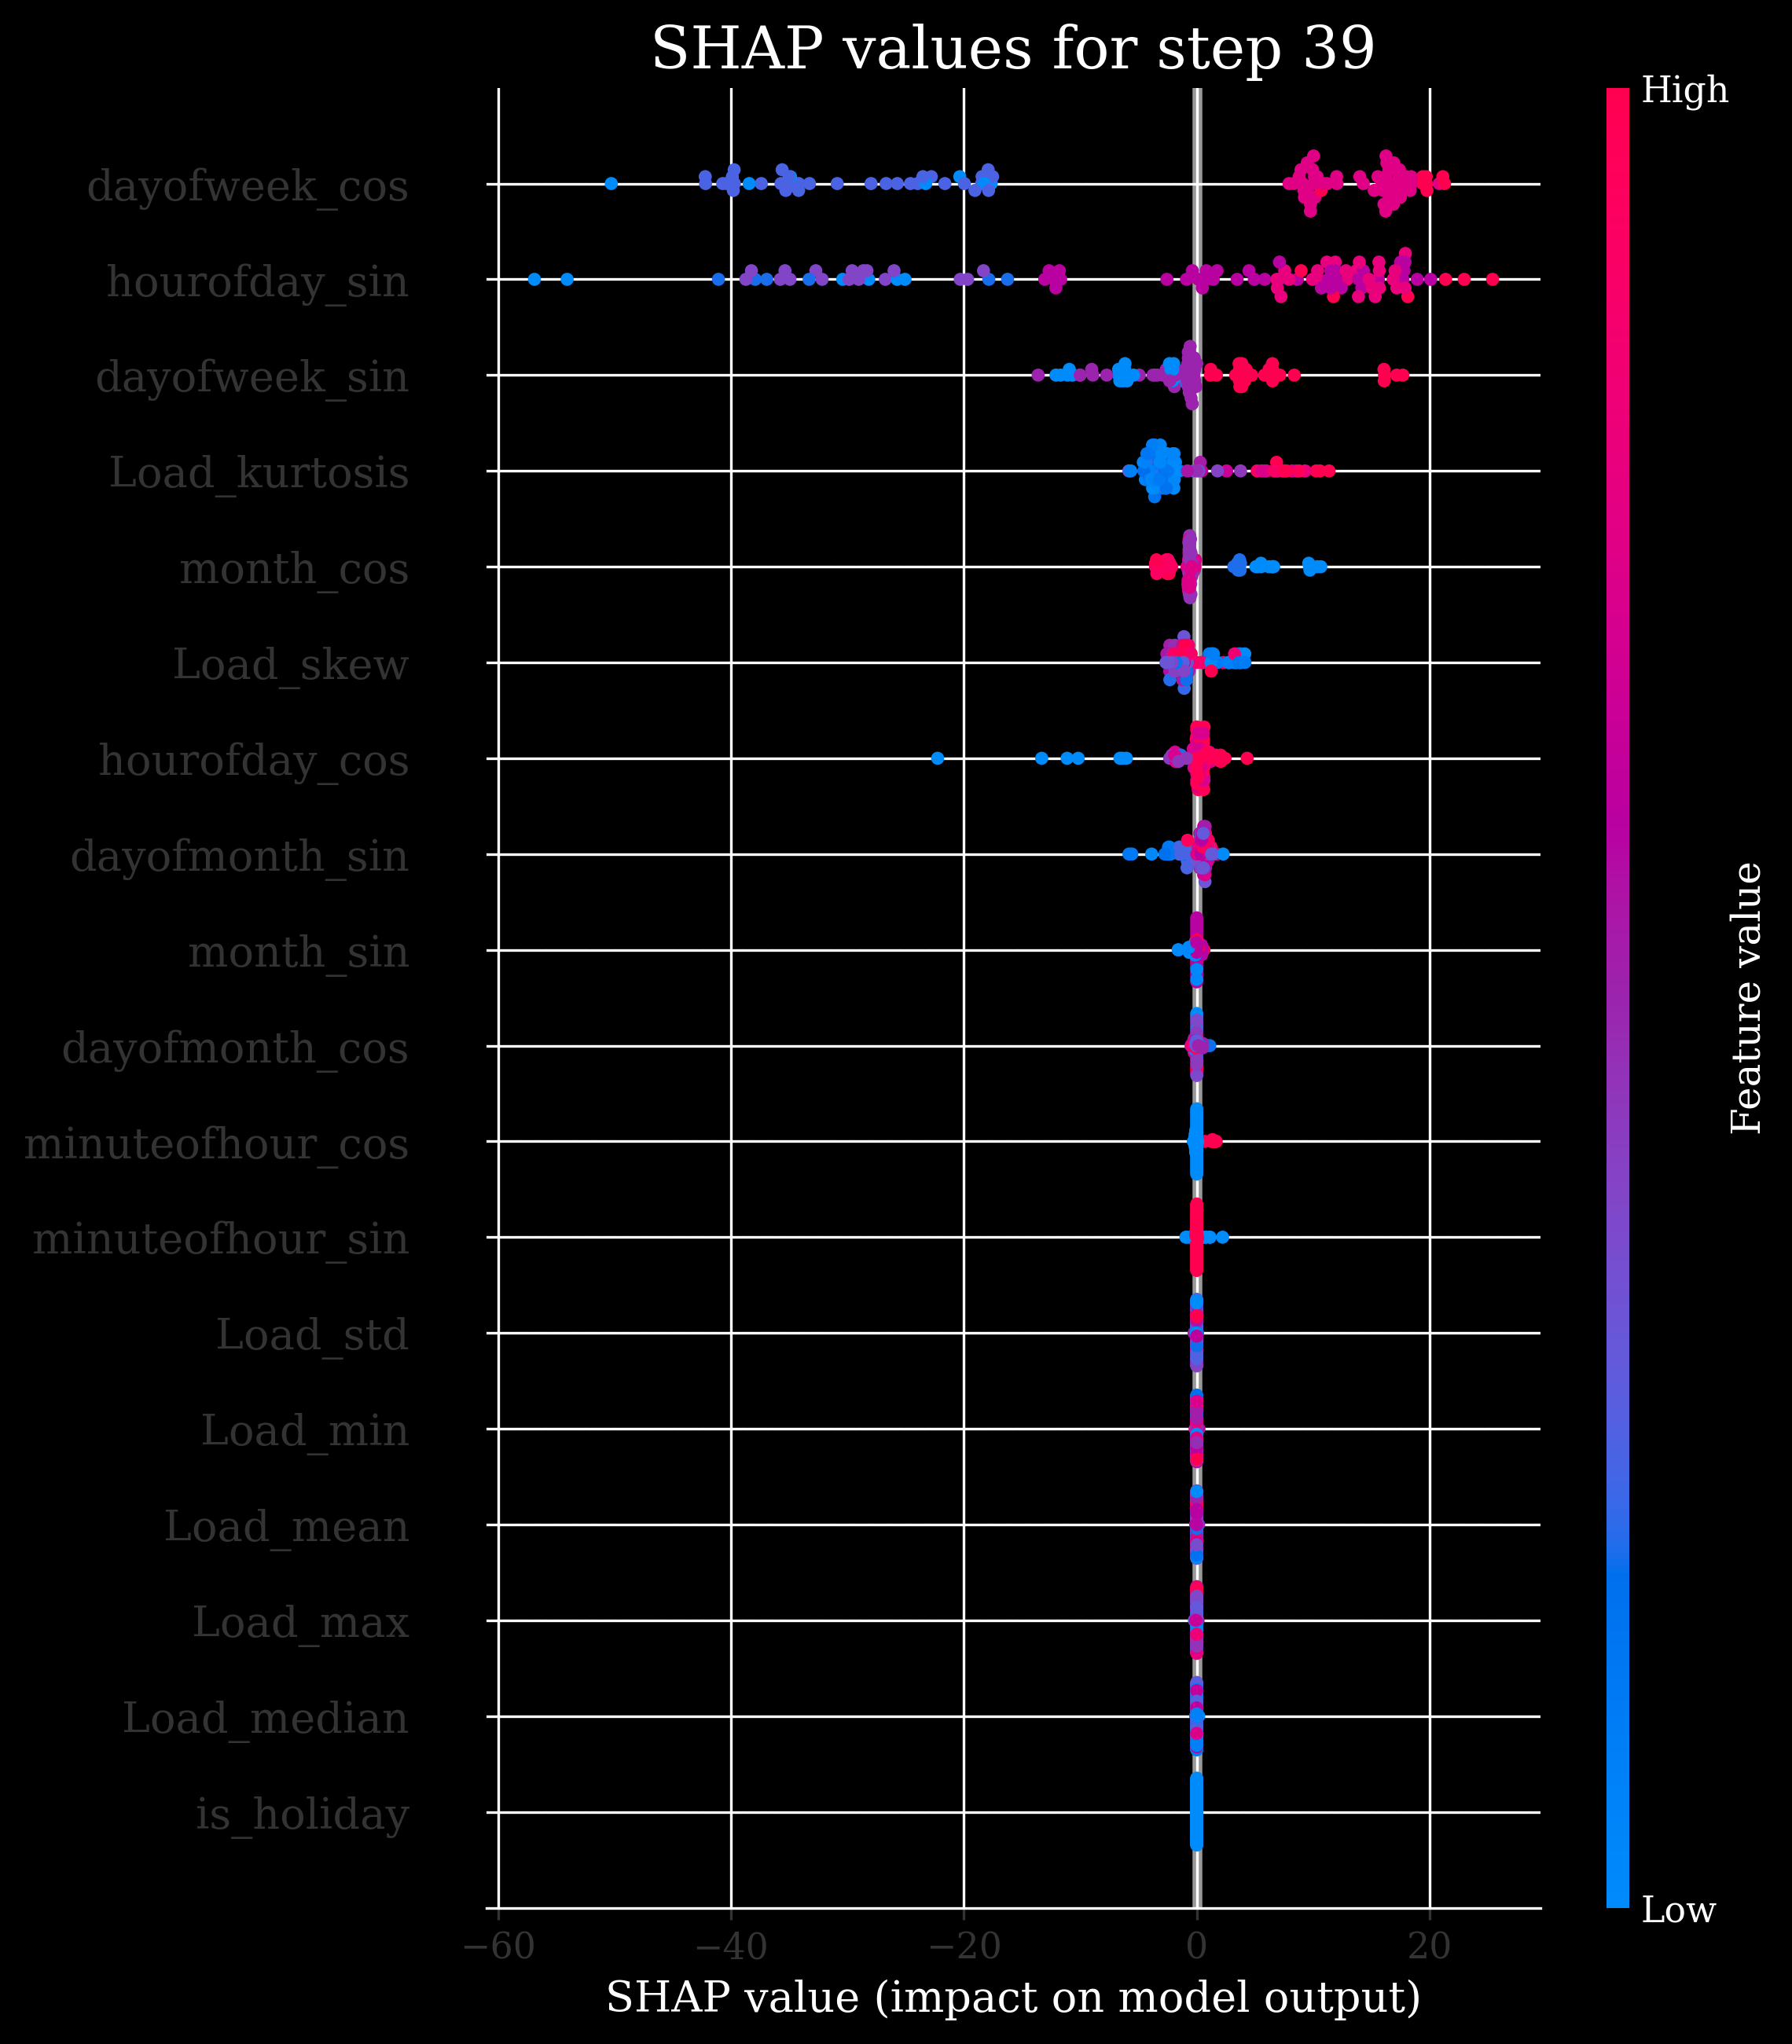 SHAP values for step 39
High
dayofweek_cos
hourofday_sin
dayofweek_sin
Load_kurtosis
month_cos
Load_skew
hourofday_cos
dayofmonth_sin
month_sin
dayofmonth_cos
minuteofhour_cos
minuteofhour_sin
Load_std
Load_min
Load_mean
Load_max
Load_median
is_holiday
Feature value
Low
−60 −40 −20 0 20
SHAP value (impact on model output)